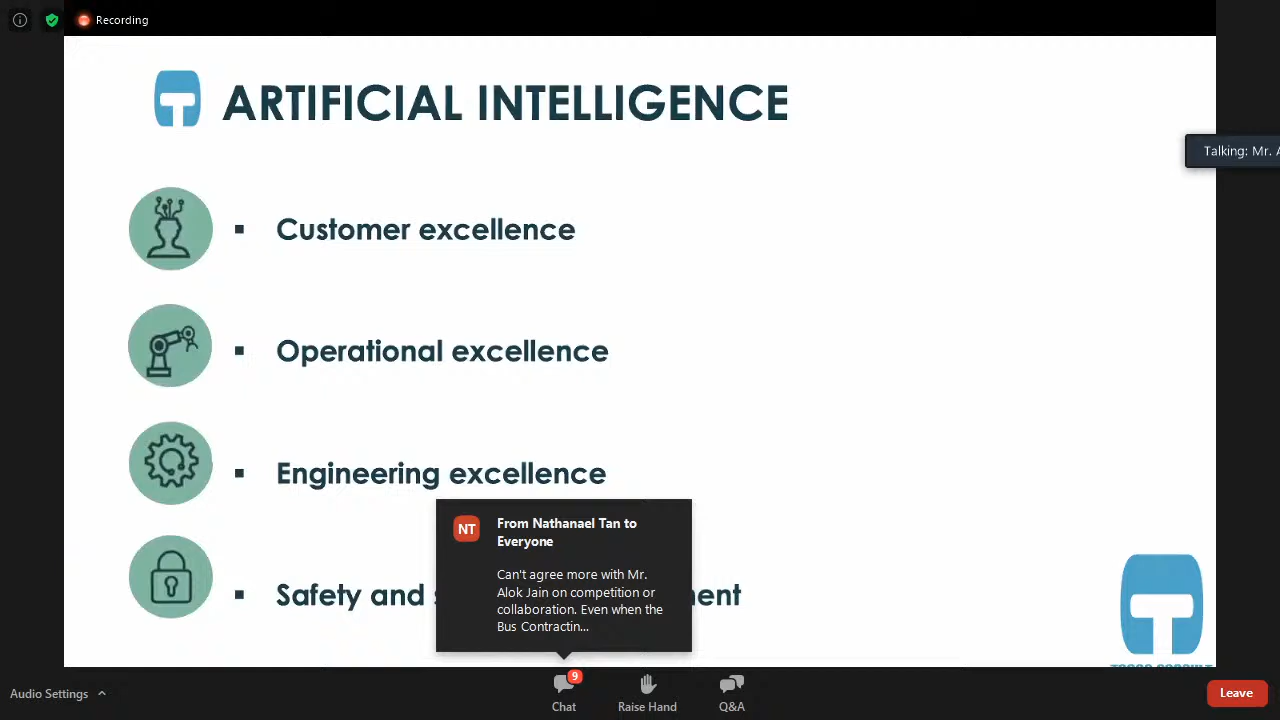 Recording
T ARTIFICIAL INTELLIGENCE
Talking: Mr.
Customer excellence
Operational excellence
Engineering excellence
Safety and
From Nathanael Tan to
Everyone
NT
Can't agree more with Mr.
Alok Jain on competition or
collaboration. Even when the
Bus Contractin...
T
Audio Settings
9
Chat
Raise Hand
Q&A
Leave